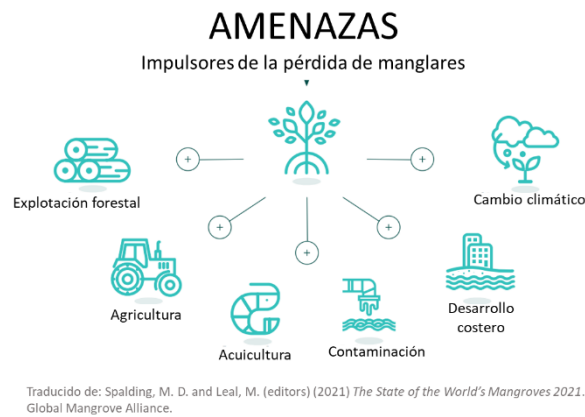 AMENAZAS
Impulsores de la pérdida de manglares
Explotación forestal
Cambio climático
Agricultura
Desarrollo
costero
Acuicultura
Contaminación
Traducido de: Spalding, M. D. and Leal, M. (editors) (2021) The State of the World's Mangroves 2021.
Global Mangrove Alliance.